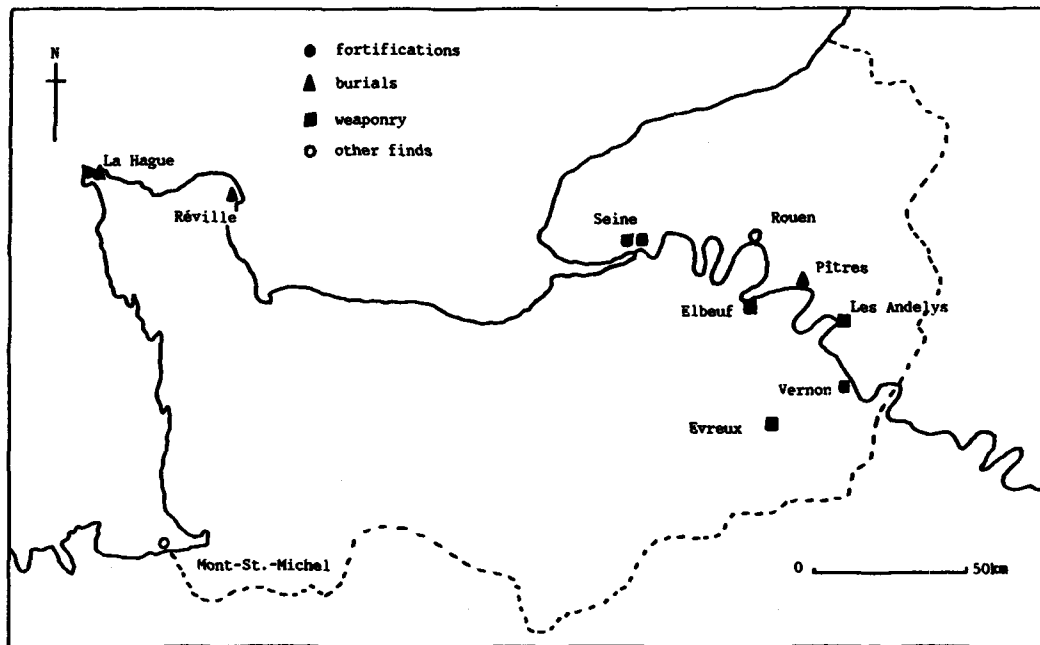 N
fortifications
burials
weaponry
other finds
La Hague
Réville
Seine
Rouen
Pîtres
Elbeuf
Les Andelys
Vernon
Evreux
Mont-St.-Michel
0 50km